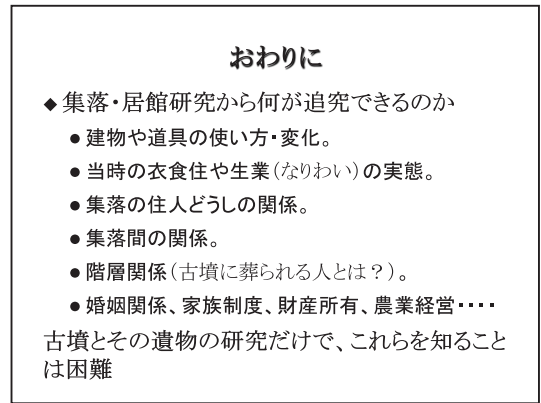 おわりに
◆集落・居館研究から何が追究できるのか
●建物や道具の使い方・変化。
●当時の衣食住や生業(なりわい)の実態。
●集落の住人どうしの関係。
●集落間の関係。
●階層関係(古墳に葬られる人とは？)。
●婚姻関係、家族制度、財産所有、農業経営・・・・
古墳とその遺物の研究だけで、これらを知ること
は困難